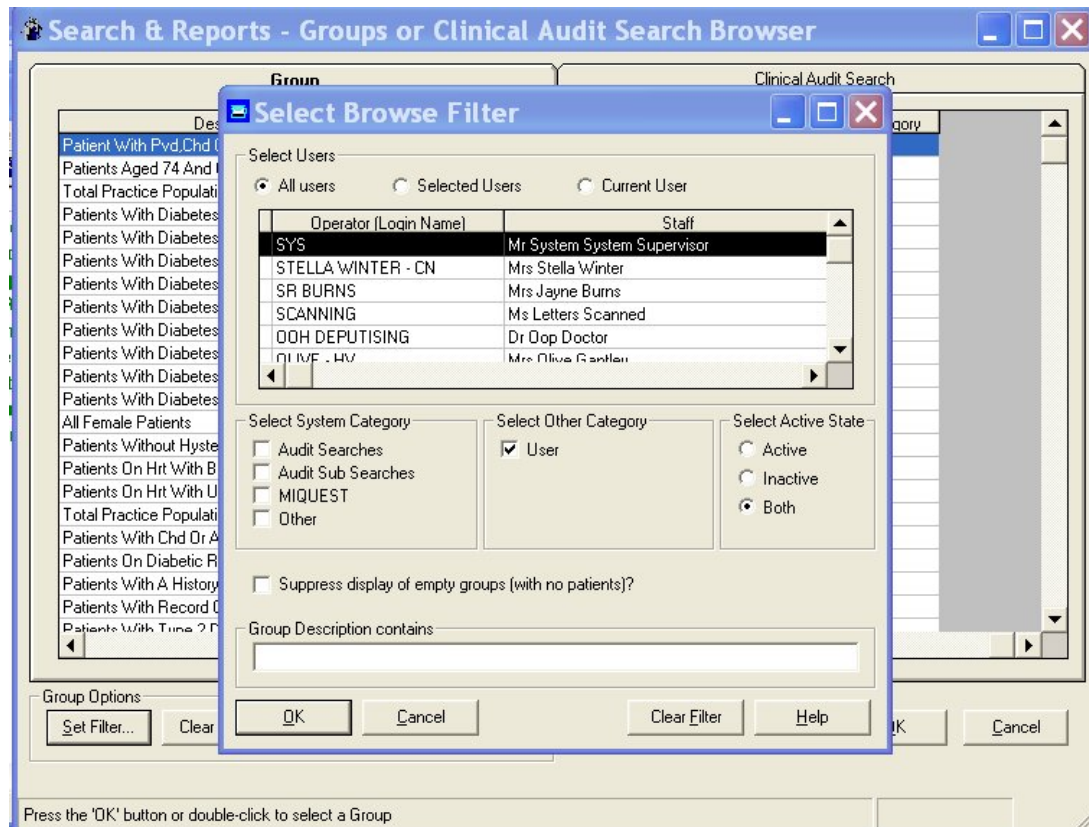 Search & Reports - Groups or Clinical Audit Search Browser
Group
Clinical Audit Search
Select Browse Filter
Select Users
All users
Selected Users
Current User
Operator (Login Name) Staff
SYS Mr System System Supervisor
STELLA WINTER - CN Mrs Stella Winter
SR BURNS Mrs Jayne Burns
SCANNING Ms Letters Scanned
OOH DEPUTISING Dr Oop Doctor
OLIVE - HV Mrs Olive Gantley
Select System Category
Audit Searches
Audit Sub Searches
MIQUEST
Other
Select Other Category
User
Select Active State
Active
Inactive
Both
Suppress display of empty groups (with no patients)?
Group Description contains
OK
Cancel
Clear Filter
Help
Patient With Pvd,Chd
Patients Aged 74 And
Total Practice Populati
Patients With Diabetes
Patients With Diabetes
Patients With Diabetes
Patients With Diabetes
Patients With Diabetes
Patients With Diabetes
Patients With Diabetes
Patients With Diabetes
Patients With Diabetes
All Female Patients
Patients Without Hyste
Patients On Hrt With B
Patients On Hrt With U
Total Practice Populati
Patients With Chd Or A
Patients On Diabetic R
Patients With A History
Patients With Record
Patients With Type 2 D
Group Options
Set Filter...
Clear
Cancel
Press the 'OK' button or double-click to select a Group